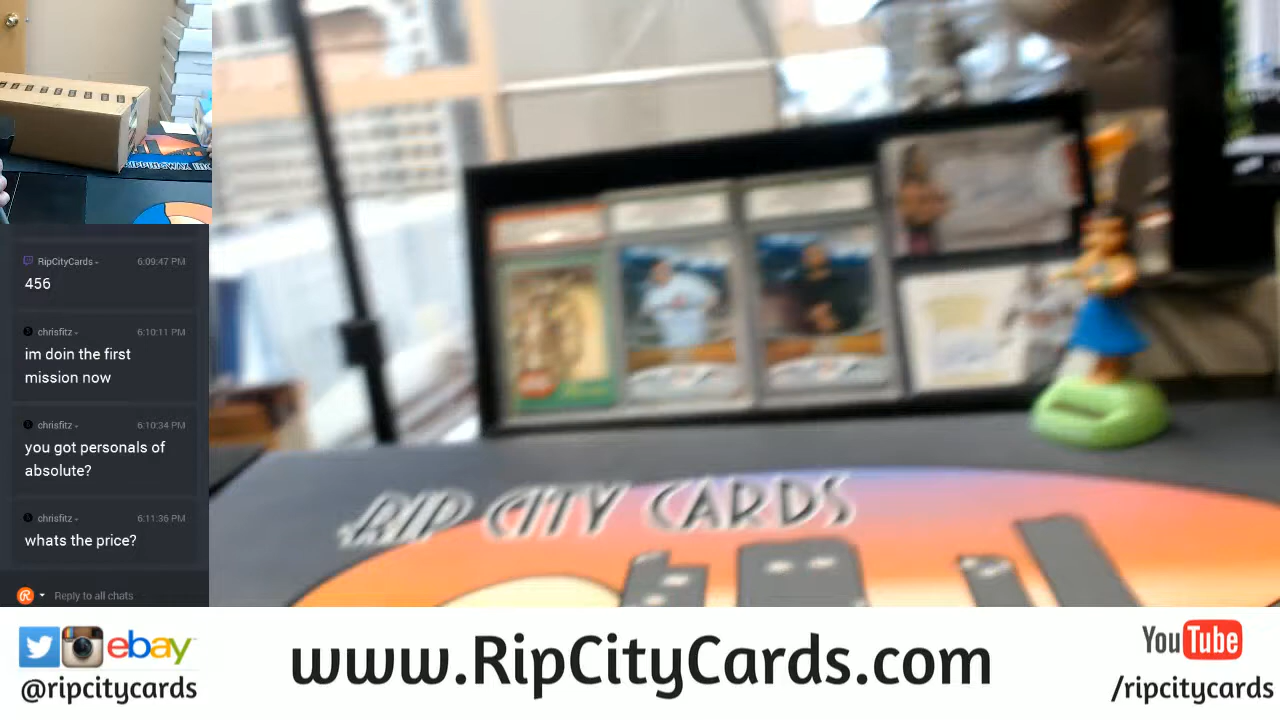 RipCityCards
6:09:47 PM
456
chrisfitz
6:10:11 PM
im doin the first
mission now
chrisfitz
6:10:34 PM
you got personals of
absolute?
chrisfitz
6:11:36 PM
whats the price?
Reply to all chats
RIP CITY CARDS
ebay
@ripcitycards
www.RipCityCards.com
YouTube
/ripcitycards